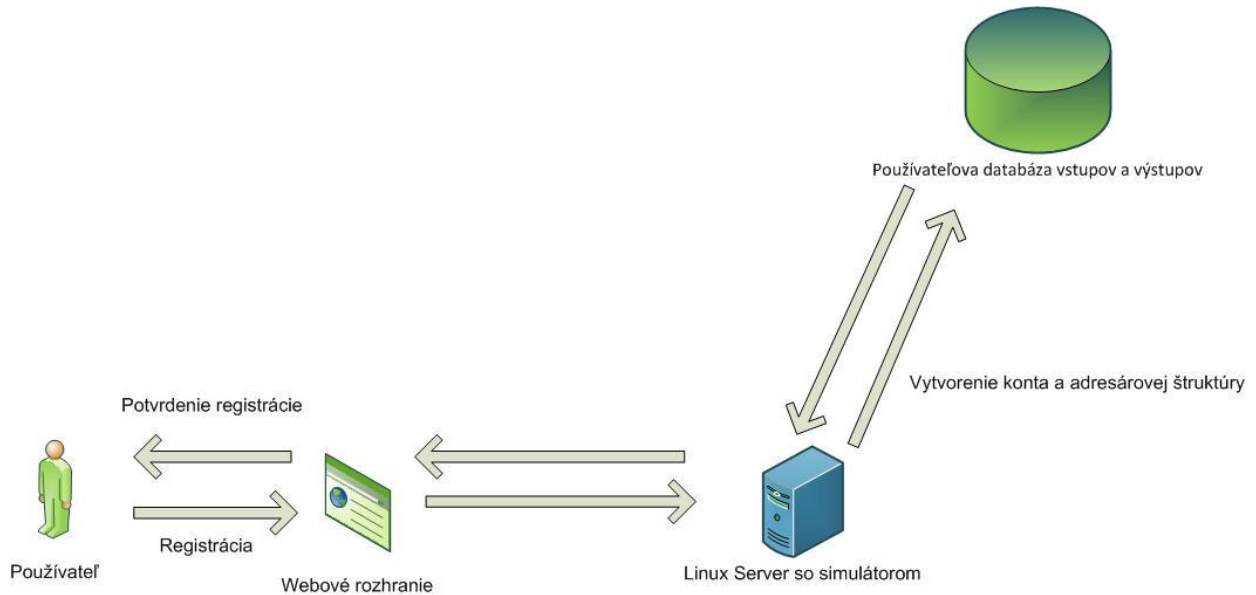 Používateľova databáza vstupov a výstupov
Vytvorenie konta a adresárovej štruktúry
Potvrdenie registrácie
Registrácia
Používateľ
Webové rozhranie
Linux Server so simulátorom